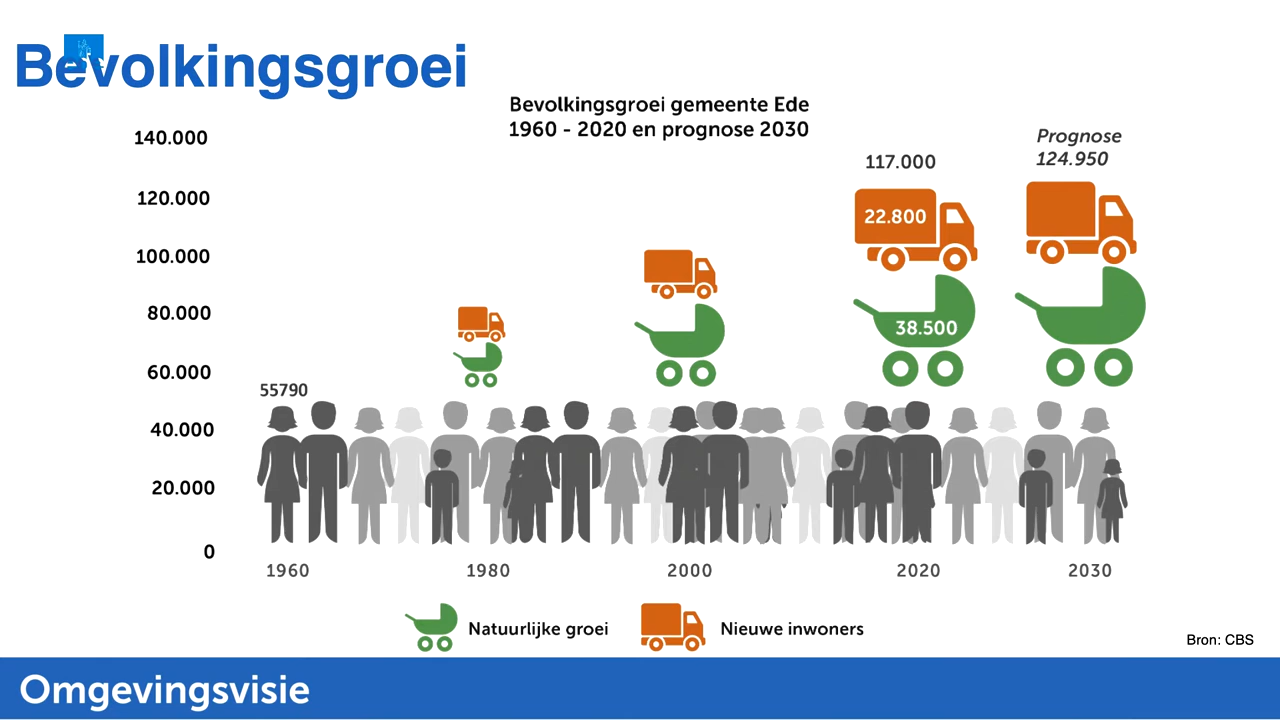 Bevolkingsgroei
Bevolkingsgroei gemeente Ede
1960 - 2020 en prognose 2030
140.000
120.000
100.000
80.000
60.000
40.000
20.000
0
55790
117.000
22.800
38.500
Prognose
124.950
1960
1980
2000
2020
2030
Natuurlijke groei
Nieuwe inwoners
Bron: CBS
Omgevingsvisie